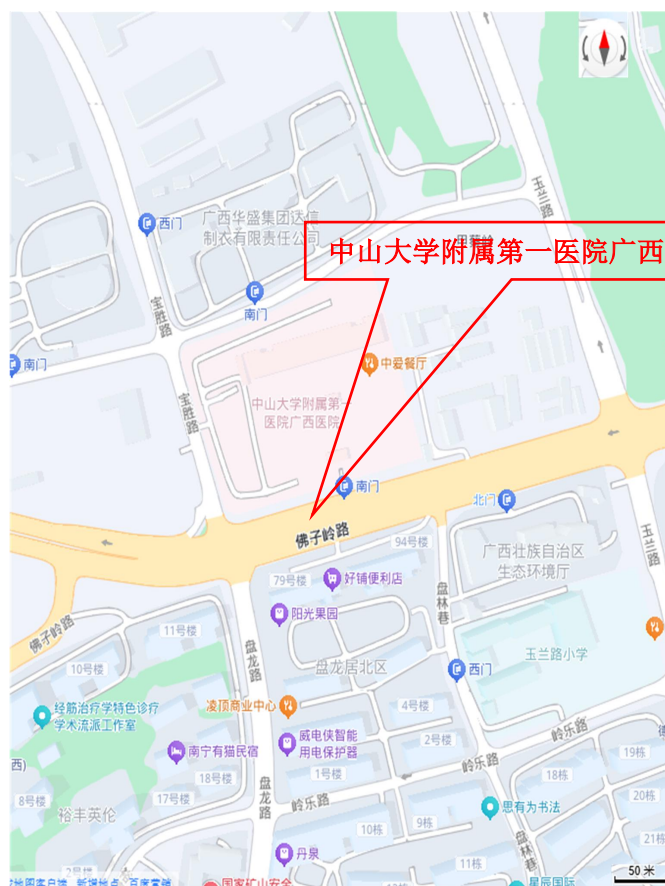 玉兰路
西门
广西华盛集团达信
制衣有限责任公司
中山大学附属第一医院广西
宝胜路
南门
南门
中爱餐厅
宝胜路
中山大学附属第一
医院广西医院
南门
北门
佛子岭路
94号楼
广西壮族自治区
生态环境厅
玉兰路
79号楼
好铺便利店
阳光果园
盘林巷
11号楼
佛子岭路
盘龙路
玉兰路小学
10号楼
盘龙居北区
西门
经筋治疗学特色诊疗
学术流派工作室
凌顶商业中心
4号楼
威电侠智能
用电保护器
2号楼
岭乐路
南宁有猫民宿
西)
18号楼
1号楼
岭乐路
19栋
18栋
8号楼
17号楼
盘龙路
岭乐路
思有为书法
20栋
裕丰英伦
10栋
9栋
盘林巷
21栋
丹泉
11栋
50 米
国家矿山安全
星辰国际